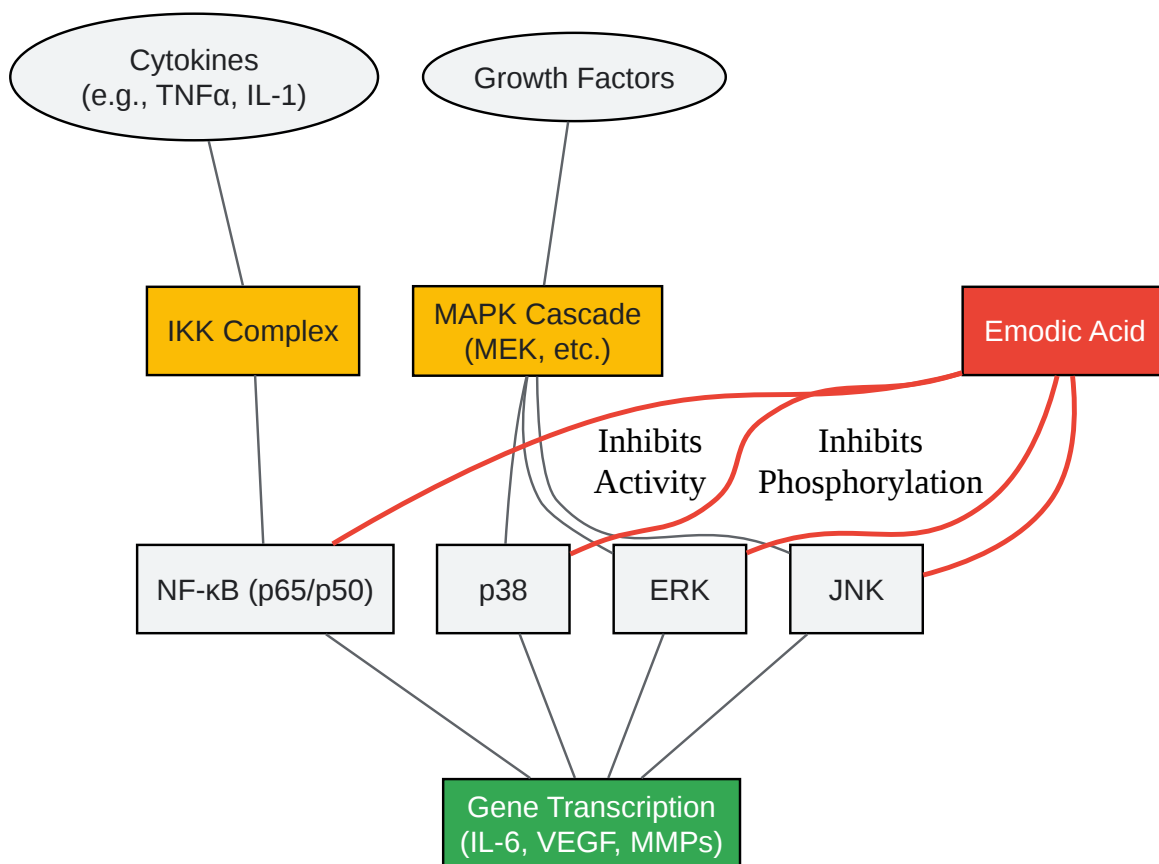 Cytokines
(e.g., TNFα, IL-1)
Growth Factors
IKK Complex
MAPK Cascade
(MEK, etc.)
Emodic Acid
Inhibits
Activity
Inhibits
Phosphorylation
NF-κB (p65/p50)
p38
ERK
JNK
Gene Transcription
(IL-6, VEGF, MMPs)